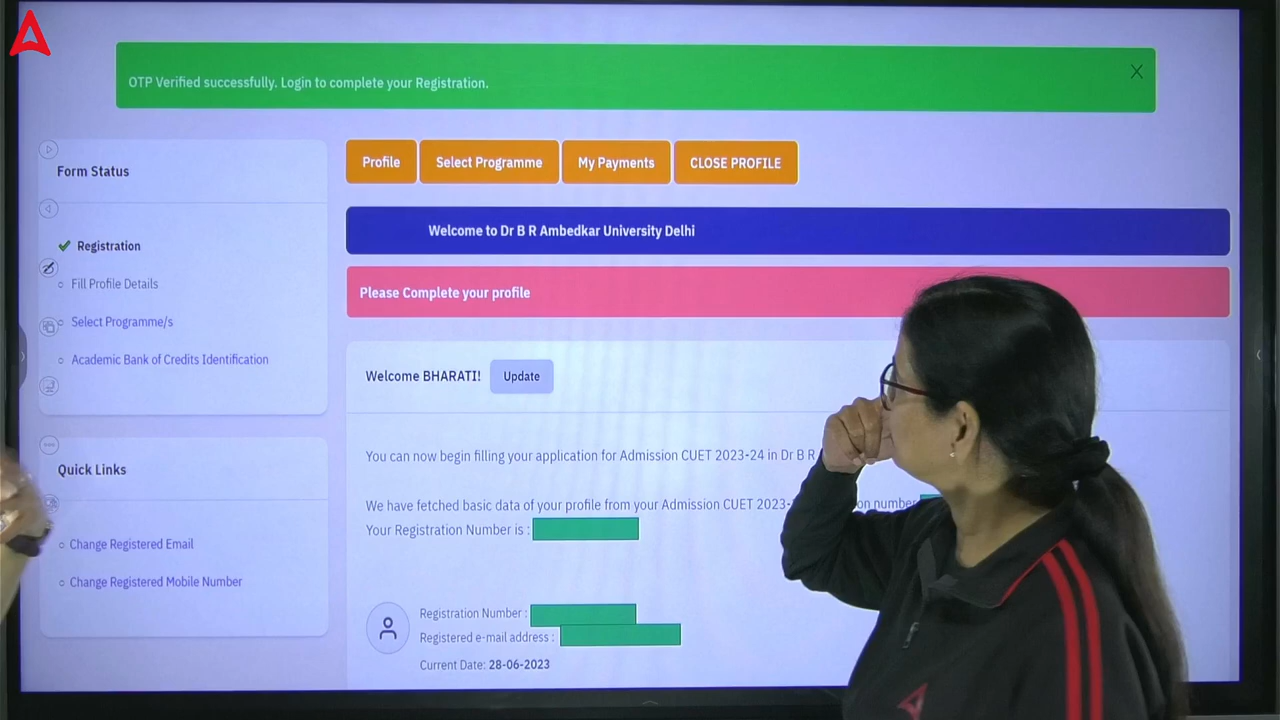 OTP Verified successfully. Login to complete your Registration.
Form Status
Registration
Fill Profile Details
Select Programme/s
Academic Bank of Credits Identification
Quick Links
Change Registered Email
Change Registered Mobile Number
Profile
Select Programme
My Payments
CLOSE PROFILE
Welcome to Dr B R Ambedkar University Delhi
Please Complete your profile
Welcome BHARATI!
Update
You can now begin filling your application for Admission CUET 2023-24 in Dr B R
We have fetched basic data of your profile from your Admission CUET 2023- number
Your Registration Number is :
Registration Number :
Registered e-mail address :
Current Date: 28-06-2023